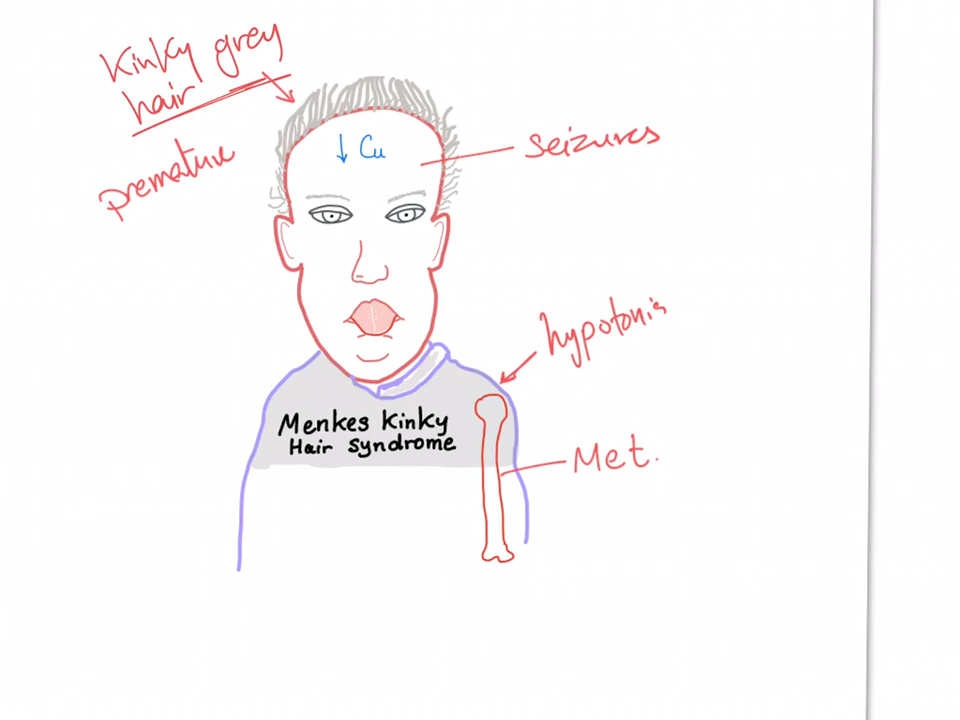 Kinky grey
hair
premature
↓ Cu
seizures
hypotonia
Menkes Kinky
Hair syndrome
Met.